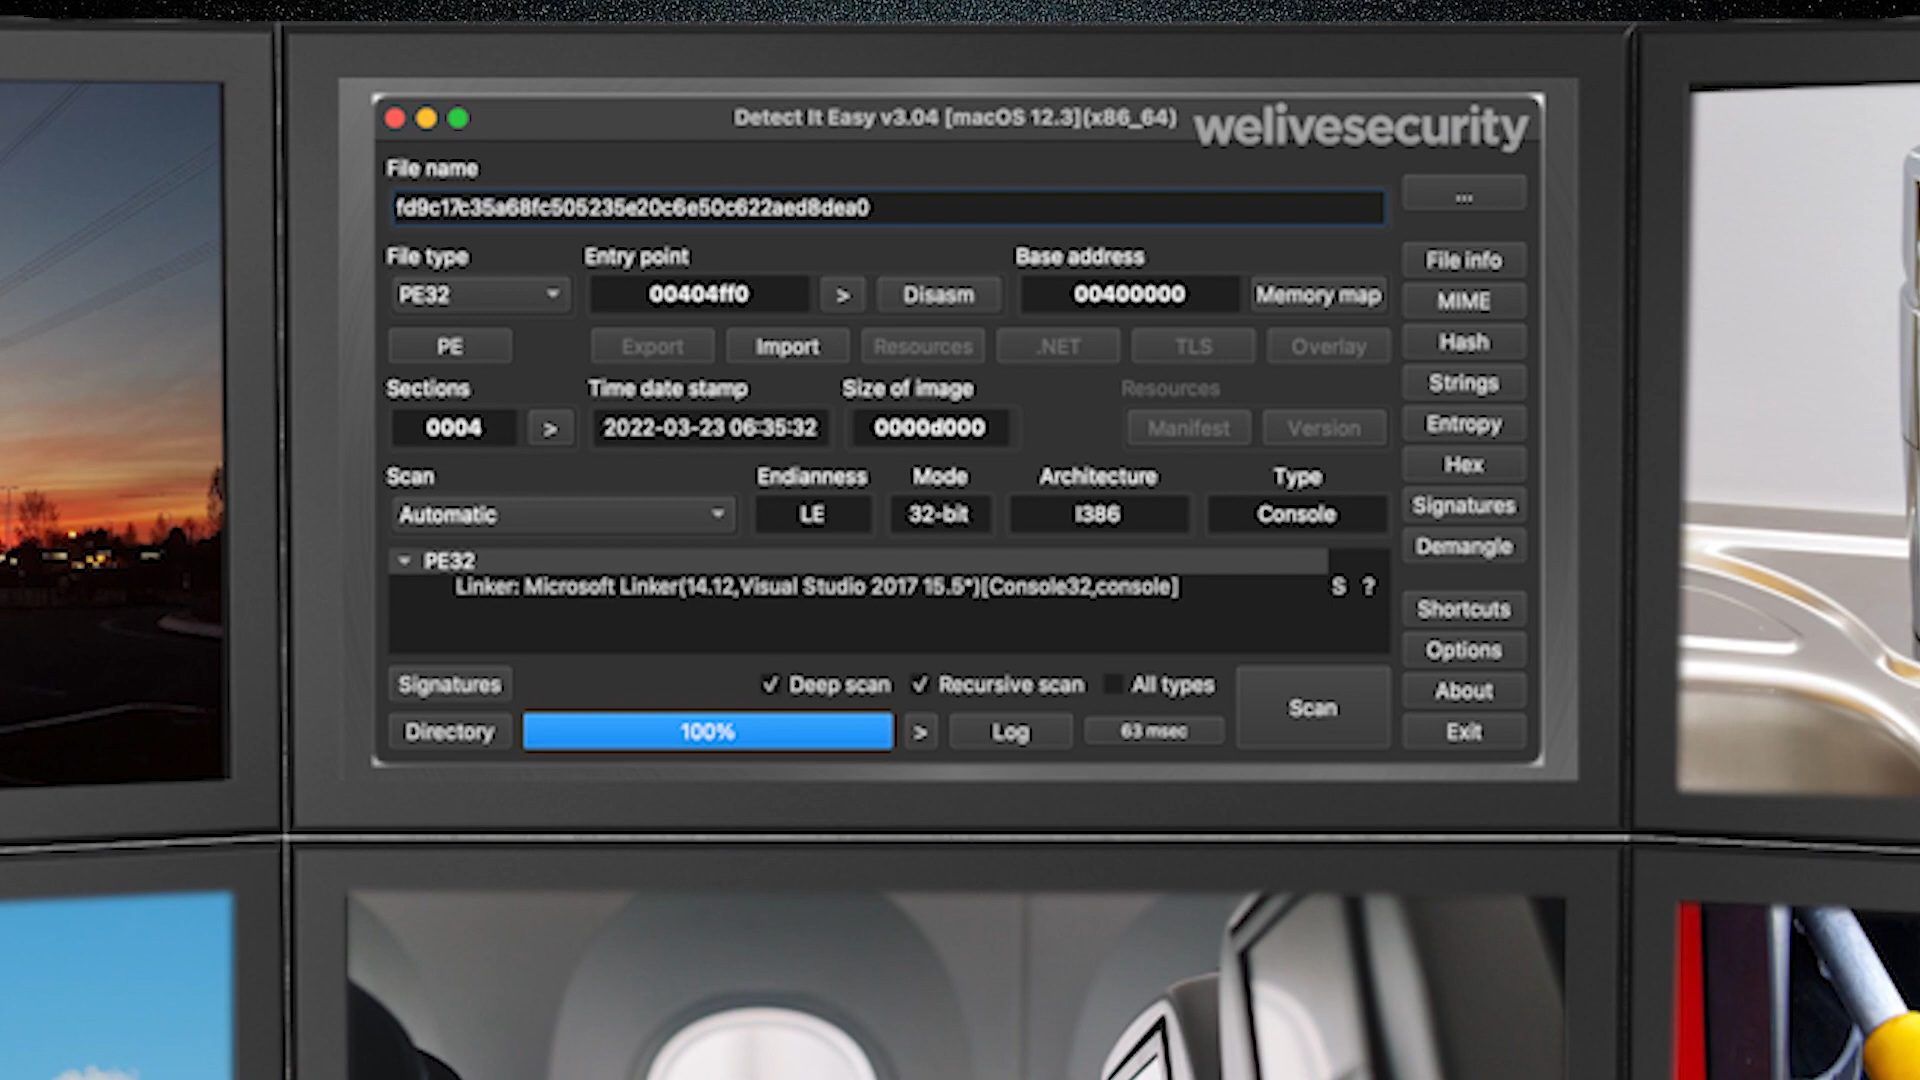 Detect It Easy v3.04 [macOS 12.3](x86_64)
welivesecurity
File name
fd9c17c35a68fc505235e20c6e50c622aed8dea0
...
File type
Entry point
Base address
File info
PE32
00404ff0
>
Disasm
00400000
Memory map
MIME
PE
Export
Import
Resources
.NET
TLS
Overlay
Hash
Sections
Time date stamp
Size of image
Resources
Strings
0004
>
2022-03-23 06:35:32
0000d000
Manifest
Version
Entropy
Scan
Endianness
Mode
Architecture
Type
Hex
Automatic
LE
32-bit
I386
Console
Signatures
PE32
Demangle
Linker: Microsoft Linker(14.12,Visual Studio 2017 15.5*)[Console32,console]
S ?
Shortcuts
Options
Signatures
Deep scan
Recursive scan
All types
Scan
About
Directory
100%
>
Log
63 msec
Exit